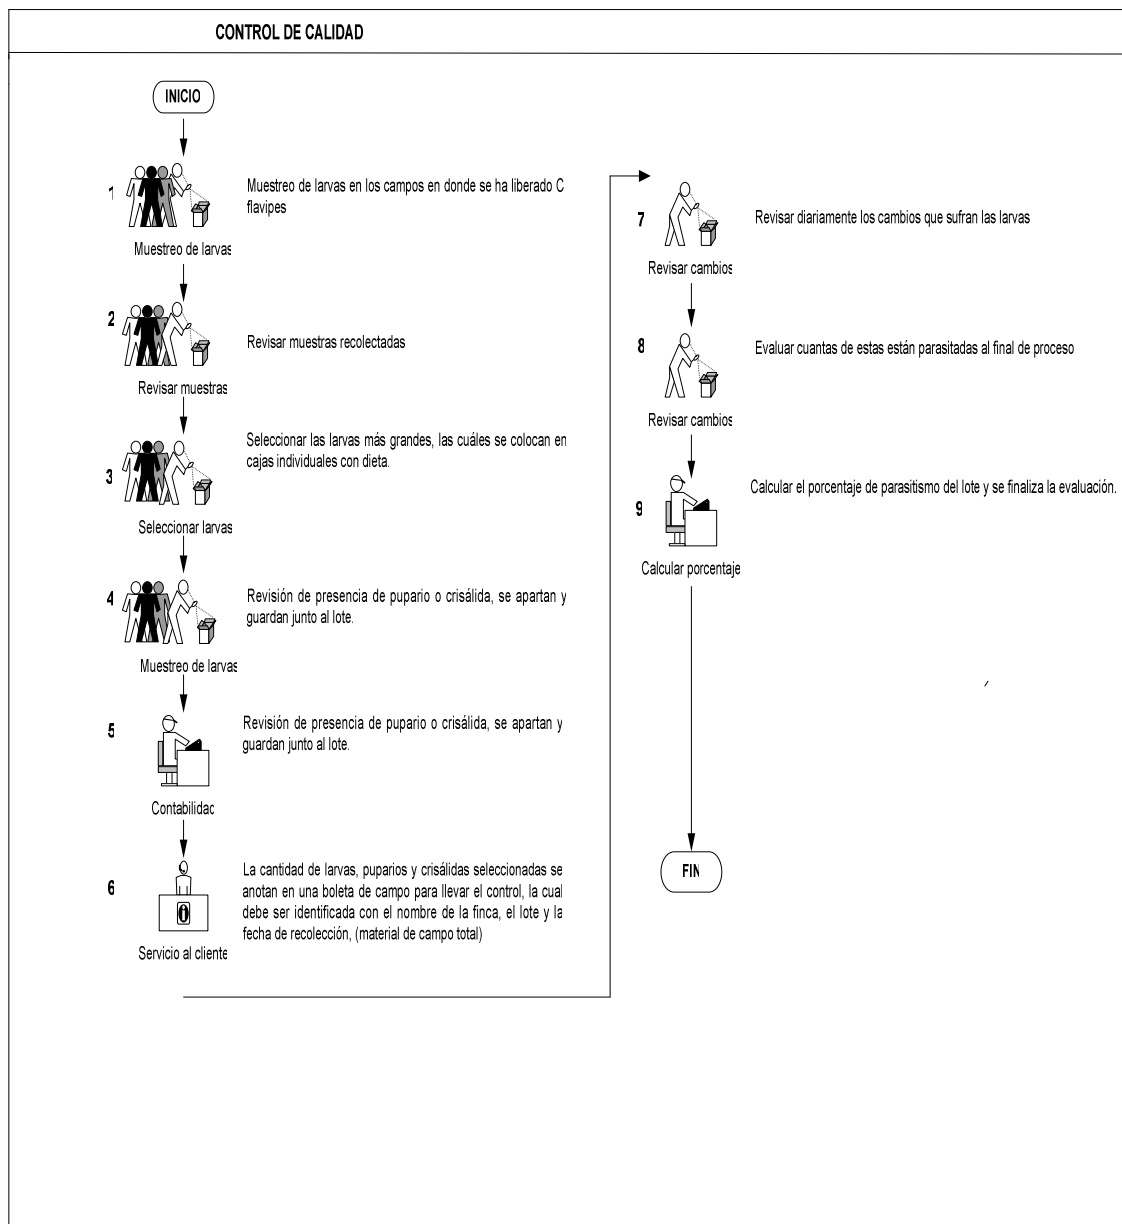 CONTROL DE CALIDAD
INICIO
1
Muestreo de larvas en los campos en donde se ha liberado C
flavipes
Muestreo de larvas
2
Revisar muestras recolectadas
Revisar muestras
3
Seleccionar las larvas más grandes, las cuáles se colocan en
cajas individuales con dieta.
Seleccionar larvas
4
Revisión de presencia de pupario o crisálida, se apartan y
guardan junto al lote.
Muestreo de larvas
5
Revisión de presencia de pupario o crisálida, se apartan y
guardan junto al lote.
Contabilidad
6
La cantidad de larvas, puparios y crisálidas seleccionadas se
anotan en una boleta de campo para llevar el control, la cual
debe ser identificada con el nombre de la finca, el lote y la
fecha de recolección, (material de campo total)
Servicio al cliente
7
Revisar diariamente los cambios que sufran las larvas
Revisar cambios
8
Evaluar cuantas de estas están parasitadas al final de proceso
Revisar cambios
9
Calcular el porcentaje de parasitismo del lote y se finaliza la evaluación.
Calcular porcentaje
FIN